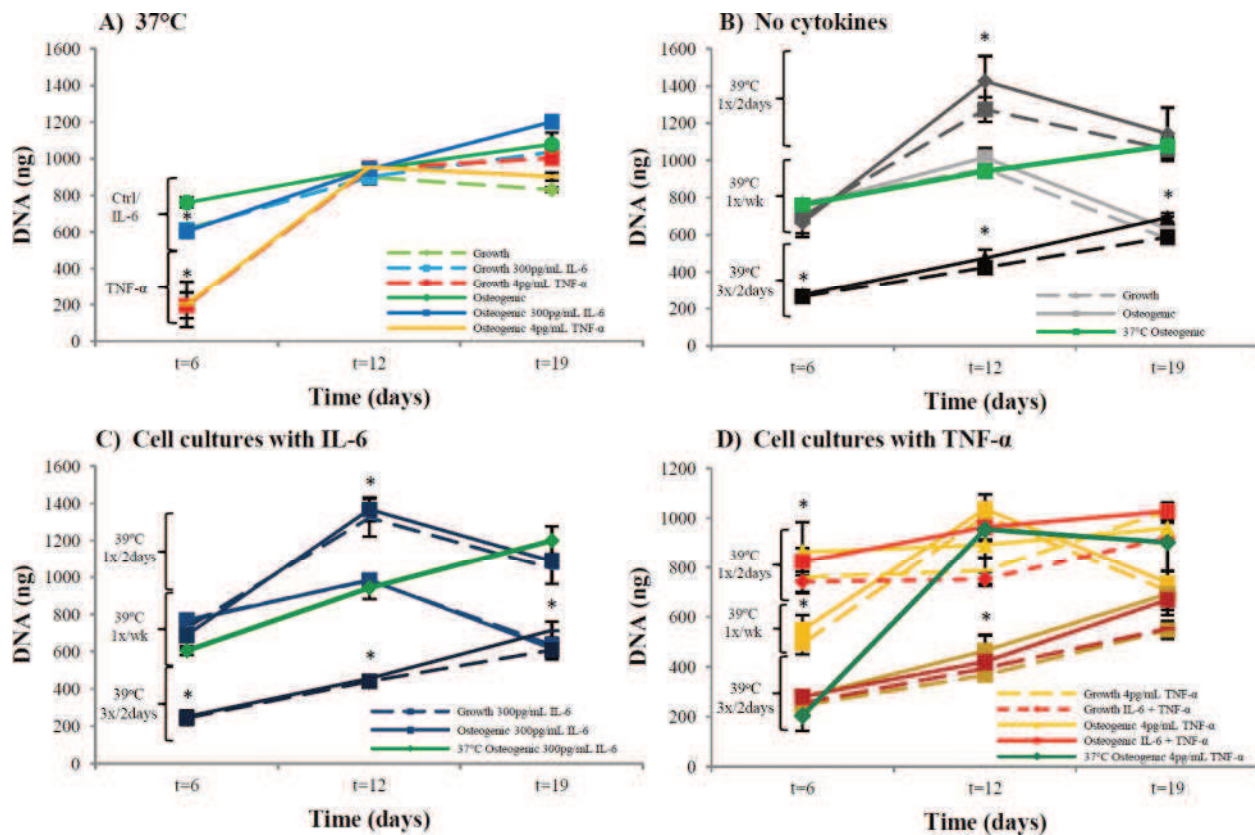 A) 37°C
1600
1400
1200
1000
800
600
400
200
0
DNA (ng)
Ctrl/
IL-6
TNF-α
*
*
Growth
Growth 300pg/mL IL-6
Growth 4pg/mL TNF-α
Osteogenic
Osteogenic 300pg/mL IL-6
Osteogenic 4pg/mL TNF-α
t=6 t=12 t=19
Time (days)
B) No cytokines
1600
1400
1200
1000
800
600
400
200
0
DNA (ng)
39°C
1x/2days
39°C
1x/wk
39°C
3x/2days
*
*
*
*
Growth
Osteogenic
37°C Osteogenic
t=6 t=12 t=19
Time (days)
C) Cell cultures with IL-6
1600
1400
1200
1000
800
600
400
200
0
DNA (ng)
39°C
1x/2days
39°C
1x/wk
39°C
3x/2days
*
*
*
*
Growth 300pg/mL IL-6
Osteogenic 300pg/mL IL-6
37°C Osteogenic 300pg/mL IL-6
t=6 t=12 t=19
Time (days)
D) Cell cultures with TNF-α
1200
1000
800
600
400
200
0
DNA (ng)
39°C
1x/2days
39°C
1x/wk
39°C
3x/2days
*
*
*
Growth 4pg/mL TNF-α
Growth IL-6 + TNF-α
Osteogenic 4pg/mL TNF-α
Osteogenic IL-6 + TNF-α
37°C Osteogenic 4pg/mL TNF-α
t=6 t=12 t=19
Time (days)